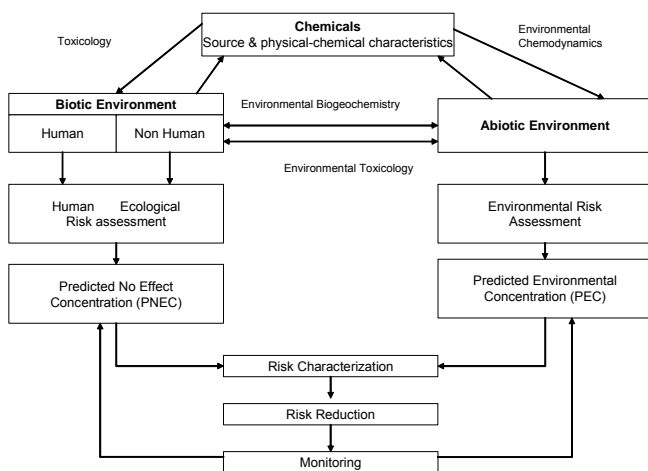 Chemicals
Source & physical-chemical characteristics
Toxicology
Environmental
Chemodynamics
Biotic Environment
Human
Non Human
Environmental Biogeochemistry
Abiotic Environment
Environmental Toxicology
Human Ecological
Risk assessment
Environmental Risk
Assessment
Predicted No Effect
Concentration (PNEC)
Predicted Environmental
Concentration (PEC)
Risk Characterization
Risk Reduction
Monitoring